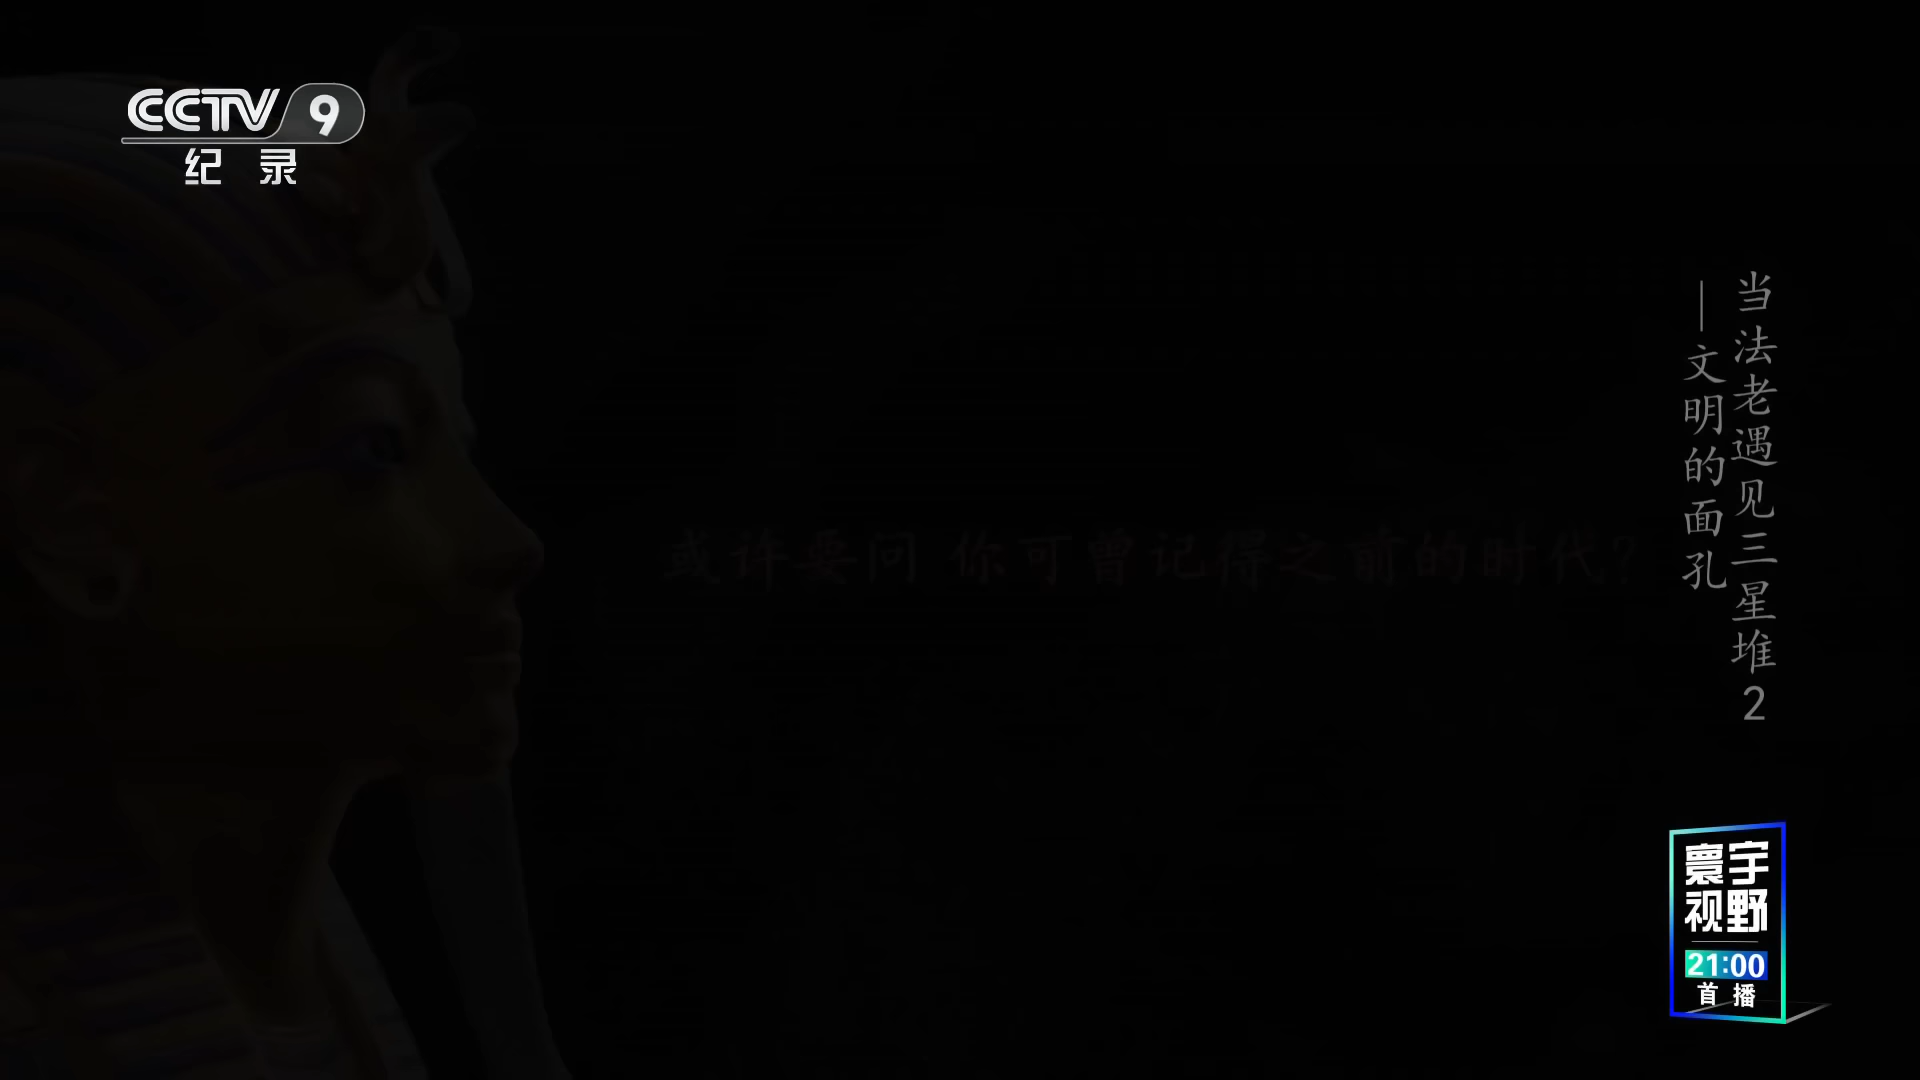 CCTV 9
纪录
或许要问 你可曾记得之前的时代?
当法老遇见三星堆2
—文明的面孔
寰宇
视野
21:00
首播